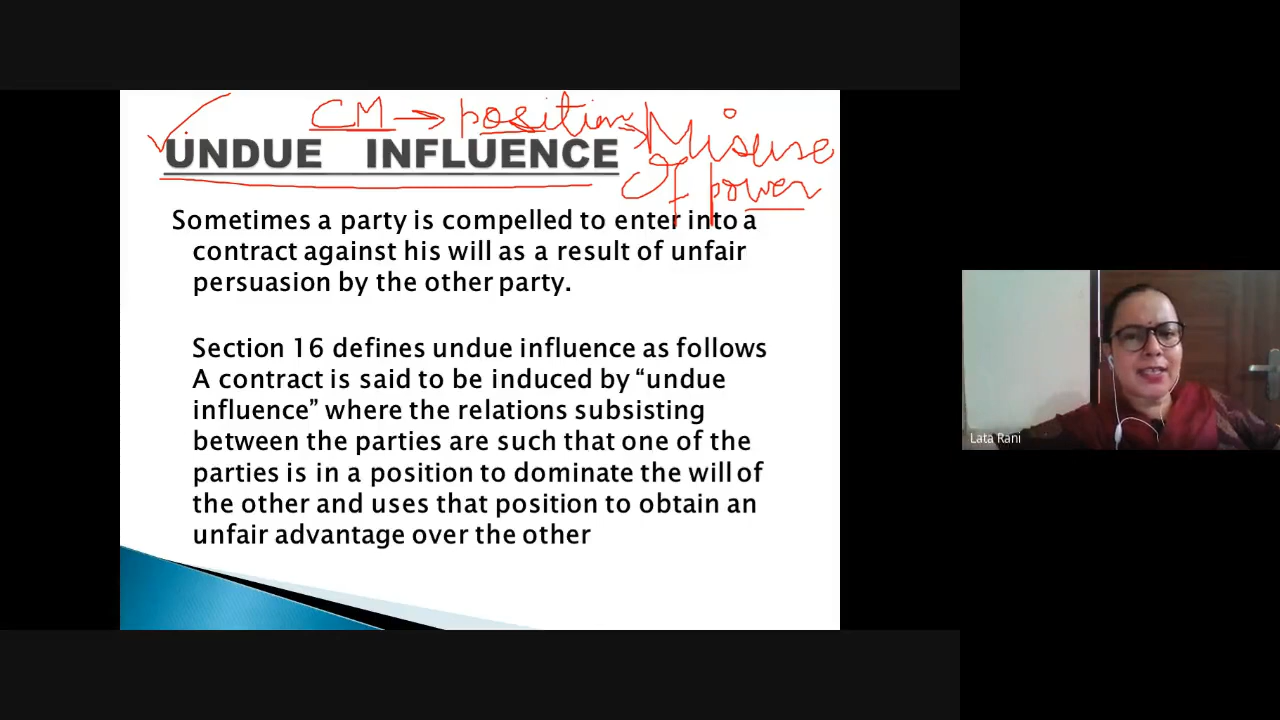 CM → position → Misuse
Of power
UNDUE INFLUENCE
Sometimes a party is compelled to enter into a
contract against his will as a result of unfair
persuasion by the other party.
Section 16 defines undue influence as follows
A contract is said to be induced by “undue
influence” where the relations subsisting
between the parties are such that one of the
parties is in a position to dominate the will of
the other and uses that position to obtain an
unfair advantage over the other
Lata Rani